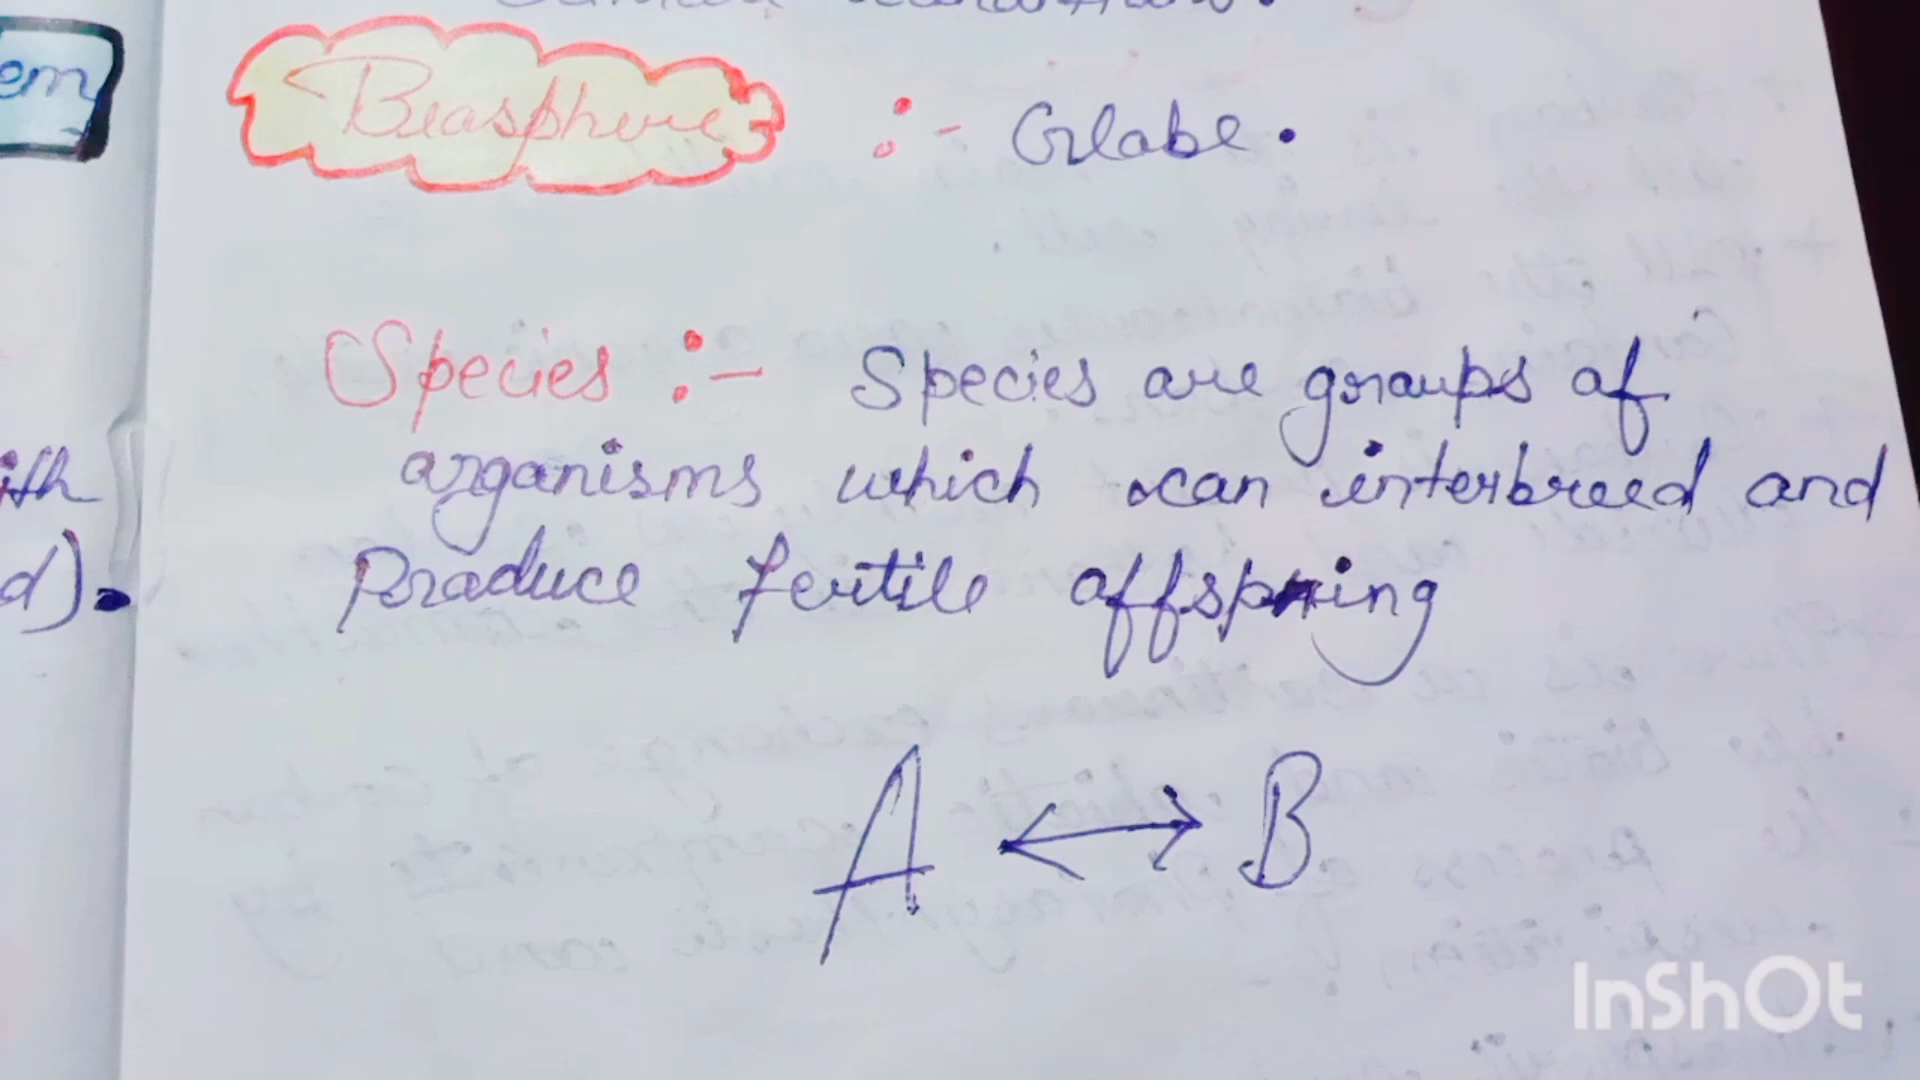 em
Biosphere :- Globe.
Species :- Species are groups of
organisms which can interbreed and
ith
Produce fertile offspring
d).
A ↔ B
InShOt